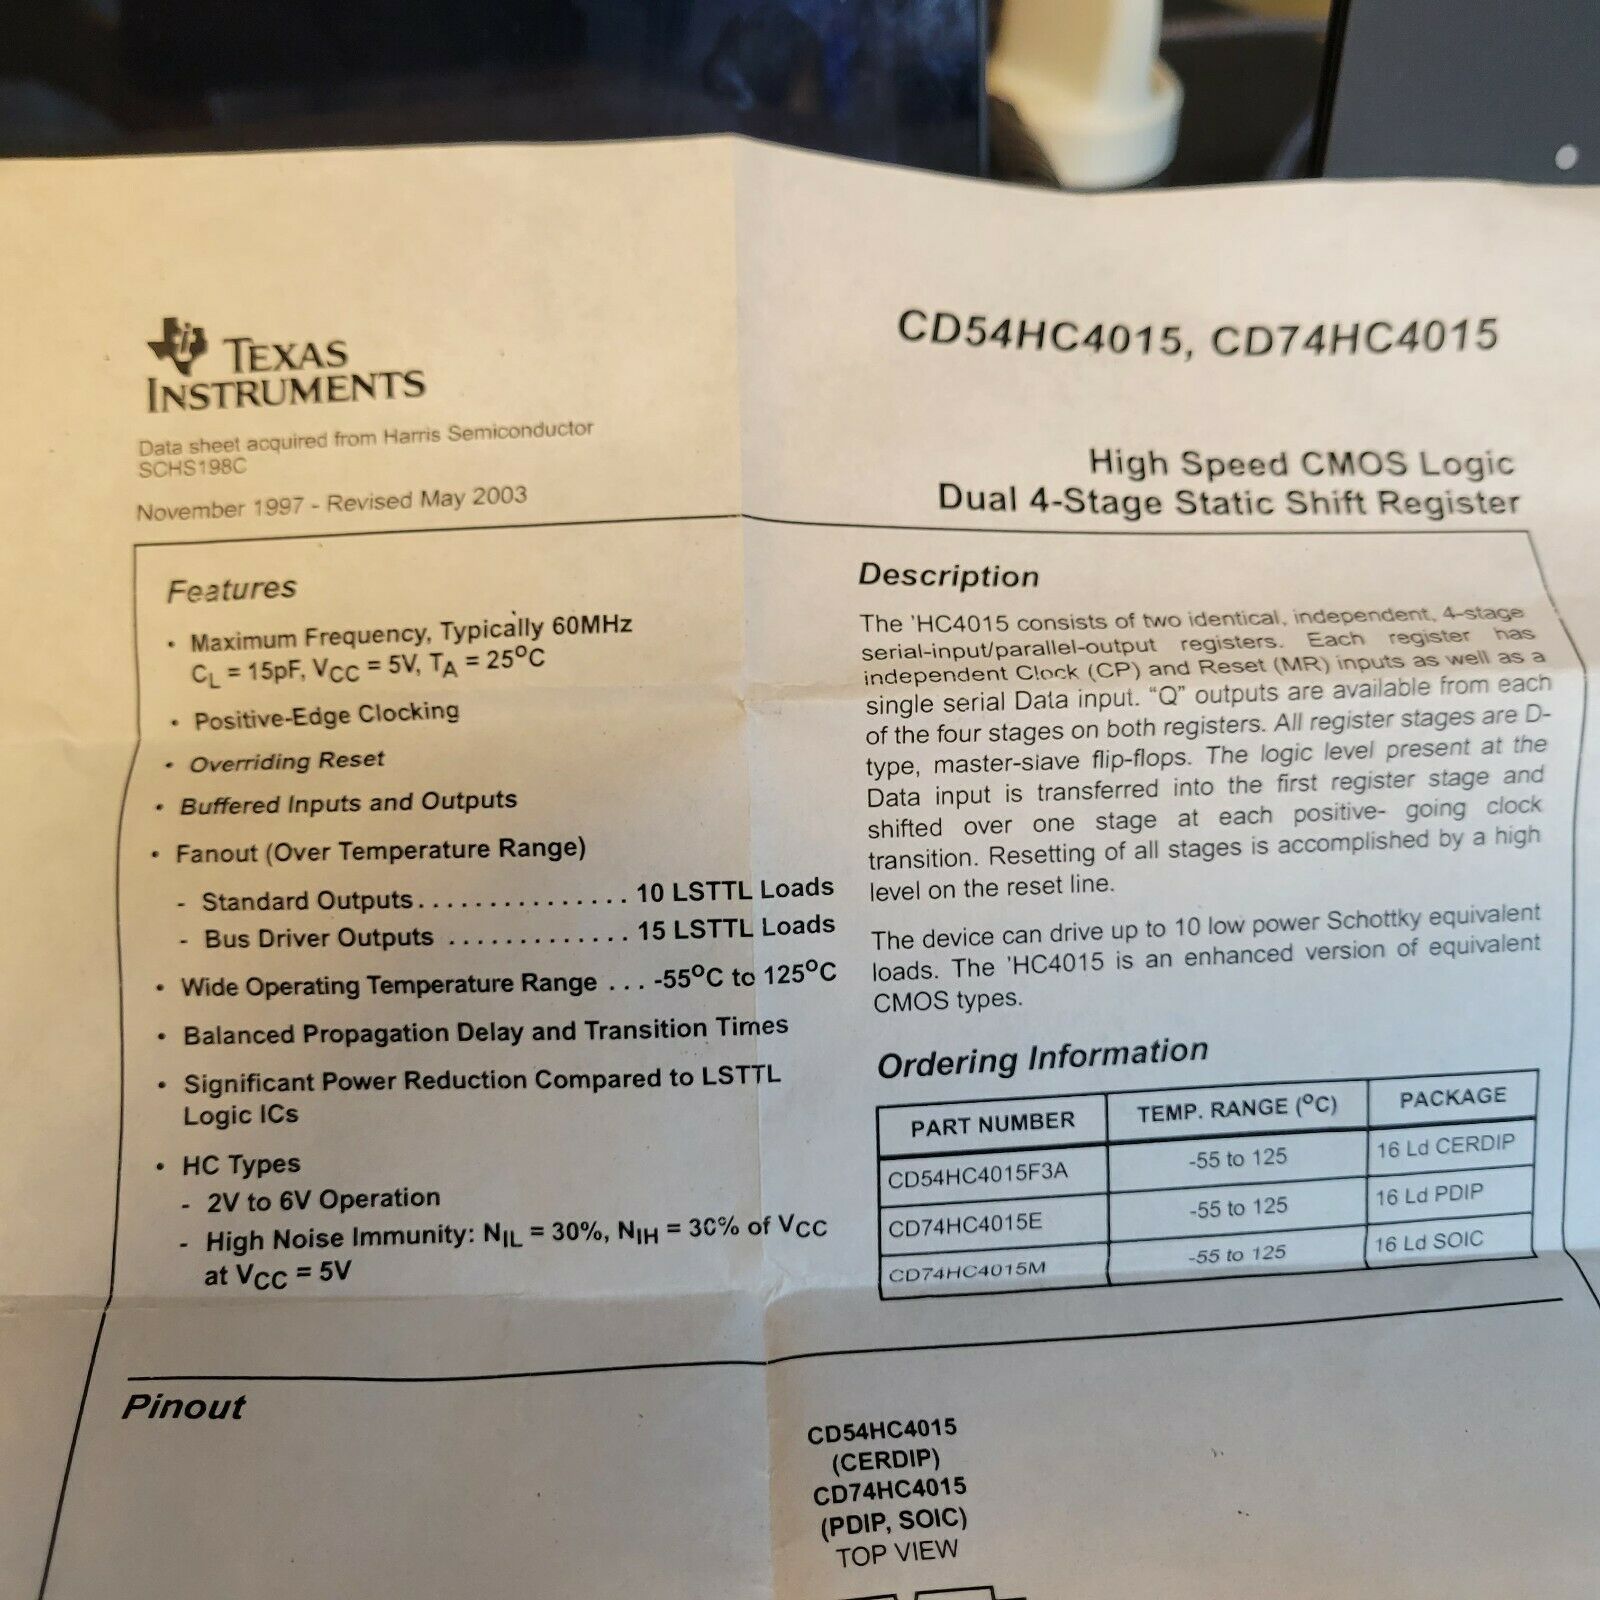 TEXAS
INSTRUMENTS
Data sheet acquired from Harris Semiconductor
SCHS198C
November 1997 - Revised May 2003
CD54HC4015, CD74HC4015
High Speed CMOS Logic
Dual 4-Stage Static Shift Register
Features
• Maximum Frequency, Typically 60MHz
CL = 15pF, VCC = 5V, TA = 25°C
• Positive-Edge Clocking
• Overriding Reset
• Buffered Inputs and Outputs
• Fanout (Over Temperature Range)
- Standard Outputs . . . . . . . . . . . . . . . 10 LSTTL Loads
- Bus Driver Outputs . . . . . . . . . . . . . 15 LSTTL Loads
• Wide Operating Temperature Range . . . -55°C to 125°C
• Balanced Propagation Delay and Transition Times
• Significant Power Reduction Compared to LSTTL
Logic ICs
• HC Types
- 2V to 6V Operation
- High Noise Immunity: NIL = 30%, NIH = 30% of VCC
at VCC = 5V
Description
The 'HC4015 consists of two identical, independent, 4-stage
serial-input/parallel-output registers. Each register has
independent Clock (CP) and Reset (MR) inputs as well as a
single serial Data input. “Q” outputs are available from each
of the four stages on both registers. All register stages are D-
type, master-slave flip-flops. The logic level present at the
Data input is transferred into the first register stage and
shifted over one stage at each positive- going clock
transition. Resetting of all stages is accomplished by a high
level on the reset line.
The device can drive up to 10 low power Schottky equivalent
loads. The 'HC4015 is an enhanced version of equivalent
CMOS types.
Ordering Information
PART NUMBER TEMP. RANGE (°C) PACKAGE
CD54HC4015F3A -55 to 125 16 Ld CERDIP
CD74HC4015E -55 to 125 16 Ld PDIP
CD74HC4015M -55 to 125 16 Ld SOIC
Pinout
CD54HC4015
(CERDIP)
CD74HC4015
(PDIP, SOIC)
TOP VIEW